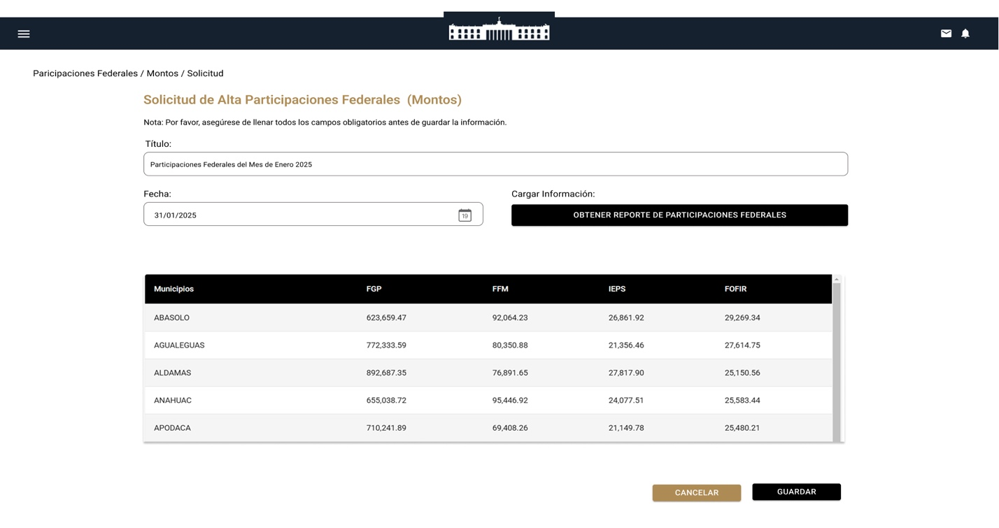 Paricipaciones Federales / Montos / Solicitud
Solicitud de Alta Participaciones Federales (Montos)
Nota: Por favor, asegúrese de llenar todos los campos obligatorios antes de guardar la información.
Título:
Participaciones Federales del Mes de Enero 2025
Fecha: Cargar Información:
31/01/2025 19 OBTENER REPORTE DE PARTICIPACIONES FEDERALES
Municipios FGP FFM IEPS FOFIR
ABASOLO 623,659.47 92,064.23 26,861.92 29,269.34
AGUALEGUAS 772,333.59 80,350.88 21,356.46 27,614.75
ALDAMAS 892,687.35 76,891.65 27,817.90 25,150.56
ANAHUAC 655,038.72 95,446.92 24,077.51 25,583.44
APODACA 710,241.89 69,408.26 21,149.78 25,480.21
CANCELAR GUARDAR